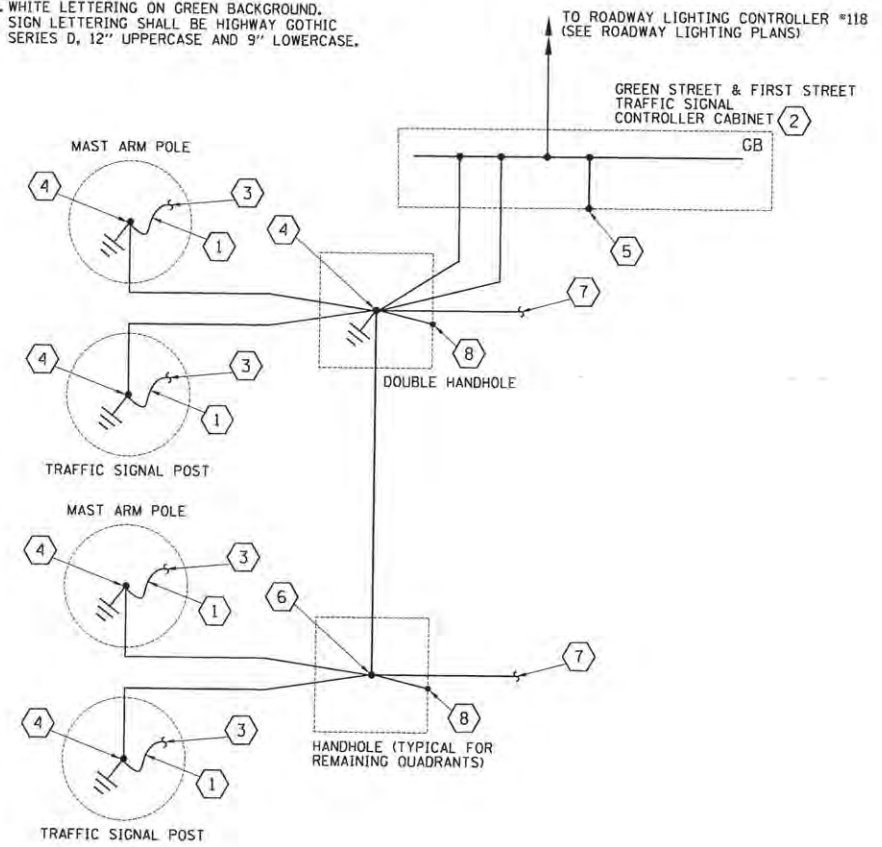 . WHITE LETTERING ON GREEN BACKGROUND.
SIGN LETTERING SHALL BE HIGHWAY GOTHIC
SERIES D, 12" UPPERCASE AND 9" LOWERCASE.
TO ROADWAY LIGHTING CONTROLLER #118
(SEE ROADWAY LIGHTING PLANS)
GREEN STREET & FIRST STREET
TRAFFIC SIGNAL
CONTROLLER CABINET 2
GB
MAST ARM POLE
4
3
1
4
5
7
8
DOUBLE HANDHOLE
4
3
1
TRAFFIC SIGNAL POST
MAST ARM POLE
4
3
1
6
7
8
HANDHOLE (TYPICAL FOR
REMAINING QUADRANTS)
4
3
1
TRAFFIC SIGNAL POST